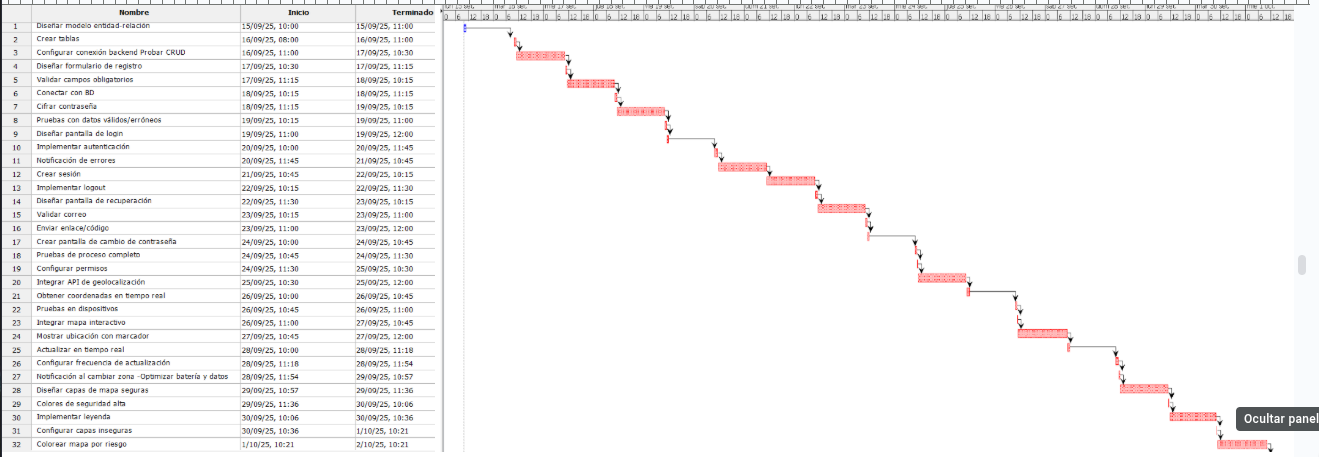 Nombre Inicio Terminado
1 Diseñar modelo entidad-relación 15/09/25, 10:00 15/09/25, 11:00
2 Crear tablas 16/09/25, 08:00 16/09/25, 11:00
3 Configurar conexión backend Probar CRUD 16/09/25, 11:00 17/09/25, 10:30
4 Diseñar formulario de registro 17/09/25, 10:30 17/09/25, 11:15
5 Validar campos obligatorios 17/09/25, 11:15 18/09/25, 10:15
6 Conectar con BD 18/09/25, 10:15 18/09/25, 11:15
7 Cifrar contraseña 18/09/25, 11:15 19/09/25, 10:15
8 Pruebas con datos válidos/erróneos 19/09/25, 10:15 19/09/25, 11:00
9 Diseñar pantalla de login 19/09/25, 11:00 19/09/25, 12:00
10 Implementar autenticación 20/09/25, 10:00 20/09/25, 11:45
11 Notificación de errores 20/09/25, 11:45 21/09/25, 10:45
12 Crear sesión 21/09/25, 10:45 22/09/25, 10:15
13 Implementar logout 22/09/25, 10:15 22/09/25, 11:30
14 Diseñar pantalla de recuperación 22/09/25, 11:30 23/09/25, 10:15
15 Validar correo 23/09/25, 10:15 23/09/25, 11:00
16 Enviar enlace/código 23/09/25, 11:00 23/09/25, 12:00
17 Crear pantalla de cambio de contraseña 24/09/25, 10:00 24/09/25, 10:45
18 Pruebas de proceso completo 24/09/25, 10:45 24/09/25, 11:30
19 Configurar permisos 24/09/25, 11:30 25/09/25, 10:30
20 Integrar API de geolocalización 25/09/25, 10:30 25/09/25, 12:00
21 Obtener coordenadas en tiempo real 26/09/25, 10:00 26/09/25, 10:45
22 Pruebas en dispositivos 26/09/25, 10:45 26/09/25, 11:00
23 Integrar mapa interactivo 26/09/25, 11:00 27/09/25, 10:45
24 Mostrar ubicación con marcador 27/09/25, 10:45 27/09/25, 12:00
25 Actualizar en tiempo real 28/09/25, 10:00 28/09/25, 11:18
26 Configurar frecuencia de actualización 28/09/25, 11:18 28/09/25, 11:54
27 Notificación al cambiar zona -Optimizar batería y datos 28/09/25, 11:54 29/09/25, 10:57
28 Diseñar capas de mapa seguras 29/09/25, 10:57 29/09/25, 11:36
29 Colores de seguridad alta 29/09/25, 11:36 30/09/25, 10:06
30 Implementar leyenda 30/09/25, 10:06 30/09/25, 10:36
31 Configurar capas inseguras 30/09/25, 10:36 1/10/25, 10:21
32 Colorear mapa por riesgo 1/10/25, 10:21 2/10/25, 10:21
Ocultar panel